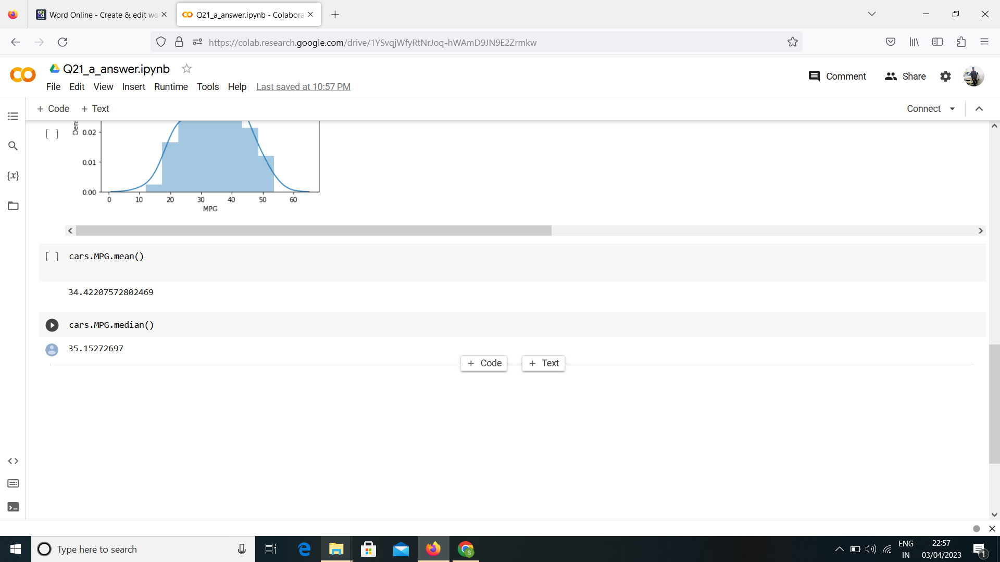 Word Online - Create & edit wo
Q21_a_answer.ipynb - Colabora
https://colab.research.google.com/drive/1YSvqjWfyRtNrJoq-hWAmD9JN9E2Zrmkw
Q21_a_answer.ipynb
Comment
Share
File Edit View Insert Runtime Tools Help Last saved at 10:57 PM
+ Code + Text
Connect
[ ]
Dens
0.02
0.01
0.00
0 10 20 30 40 50 60
MPG
{x}
[ ] cars.MPG.mean()
34.42207572802469
cars.MPG.median()
35.15272697
+ Code + Text
Type here to search
ENG
IN
22:57
03/04/2023
1
S